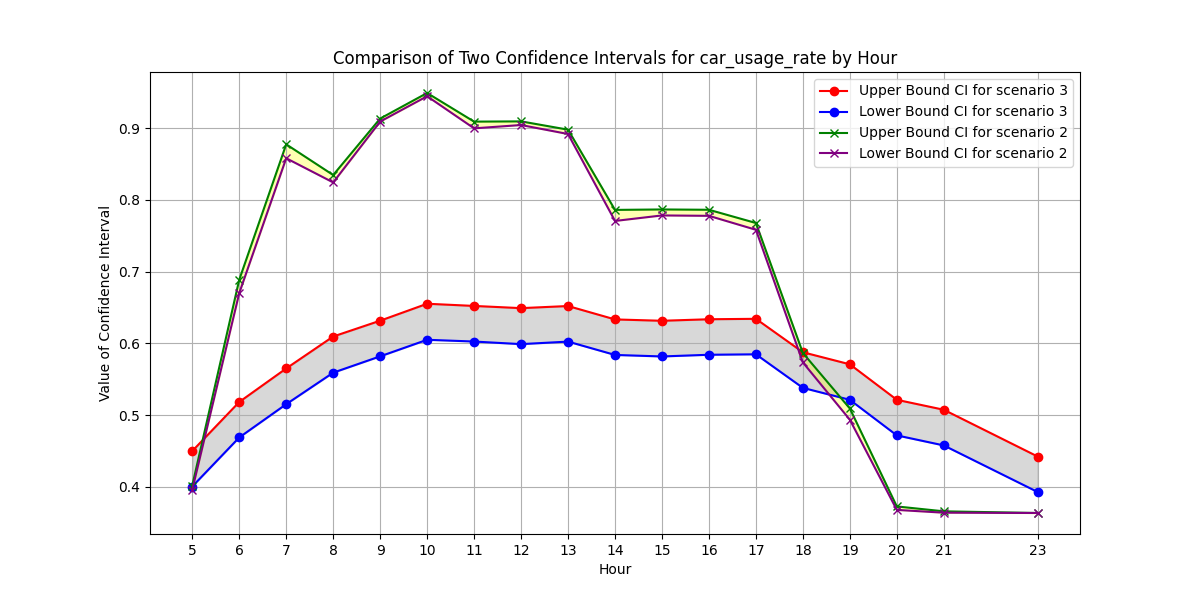 Comparison of Two Confidence Intervals for car_usage_rate by Hour
Upper Bound CI for scenario 3
Lower Bound CI for scenario 3
Upper Bound CI for scenario 2
Lower Bound CI for scenario 2
Value of Confidence Interval
0.9
0.8
0.7
0.6
0.5
0.4
5 6 7 8 9 10 11 12 13 14 15 16 17 18 19 20 21 23
Hour